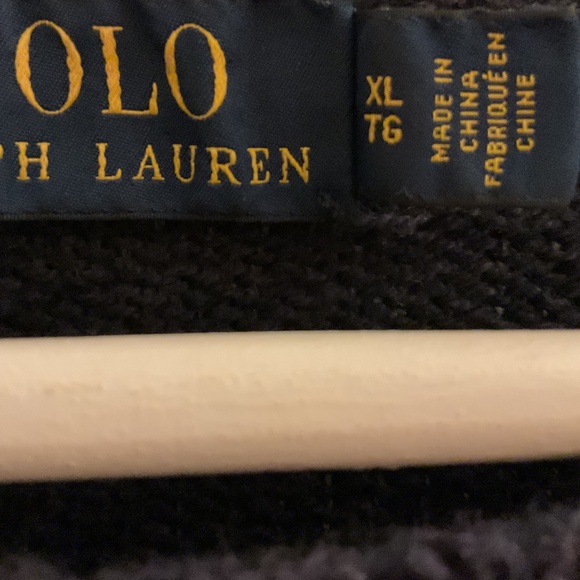 OLO
PH LAUREN
XL
TG
MADE IN
CHINA
FABRIQUÉ EN
CHINE